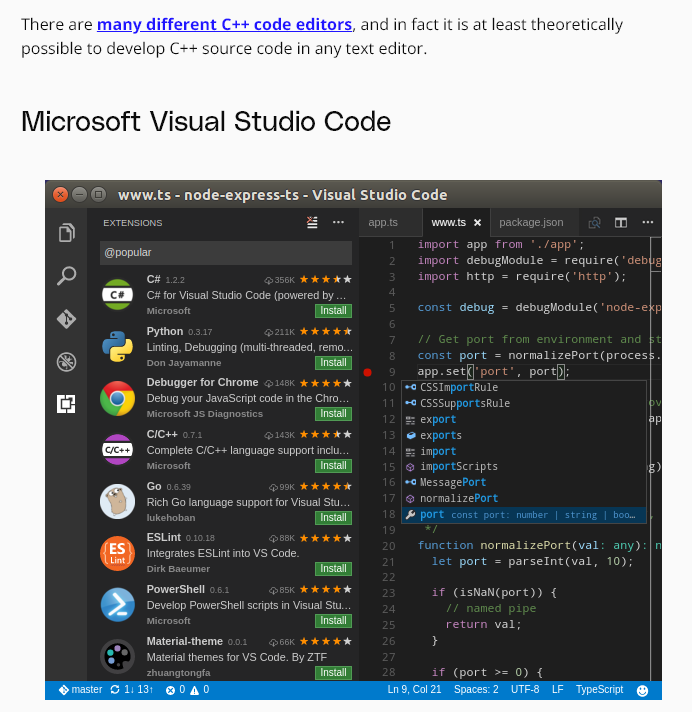 There are many different C++ code editors, and in fact it is at least theoretically
possible to develop C++ source code in any text editor.
Microsoft Visual Studio Code
www.ts - node-express-ts - Visual Studio Code
EXTENSIONS
@popular
C# 1.2.2 356K
C# for Visual Studio Code (powered by ...
Microsoft Install
Python 0.3.17 211K
Linting, Debugging (multi-threaded, remo...
Don Jayamanne Install
Debugger for Chrome 148K
Debug your JavaScript code in the Chro...
Microsoft JS Diagnostics Install
C/C++ 0.7.1 143K
Complete C/C++ language support inclu...
Microsoft Install
Go 0.6.39 99K
Rich Go language support for Visual Stu...
lukehoban Install
ESLint 0.10.18 88K
Integrates ESLint into VS Code.
Dirk Baeumer Install
PowerShell 0.6.1 85K
Develop PowerShell scripts in Visual Stu...
Microsoft Install
Material-theme 0.0.1 66K
Material themes for VS Code. By ZTF
zhuangtongfa Install
C#
C/C++
ES
Lint
app.ts www.ts × package.json
1 import app from './app';
2 import debugModule = require('debug
3 import http = require('http');
4
5 const debug = debugModule('node-exp
6
7 // Get port from environment and st
8 const port = normalizePort(process.
9 app.set('port', port);
10 CSSImportRule
11 CSSSupportsRule ov
12 export ap
13 exports
14 import
15 importScripts g)
16 MessagePort
17 normalizePort
18 port const port: number | string | boo...
19 */
20 function normalizePort(val: any): n
21 let port = parseInt(val, 10);
22
23 if (isNaN(port)) {
24 // named pipe
25 return val;
26 }
27
28 if (port >= 0) {
master 1↓ 13↑ 0 0 Ln 9, Col 21 Spaces: 2 UTF-8 LF TypeScript